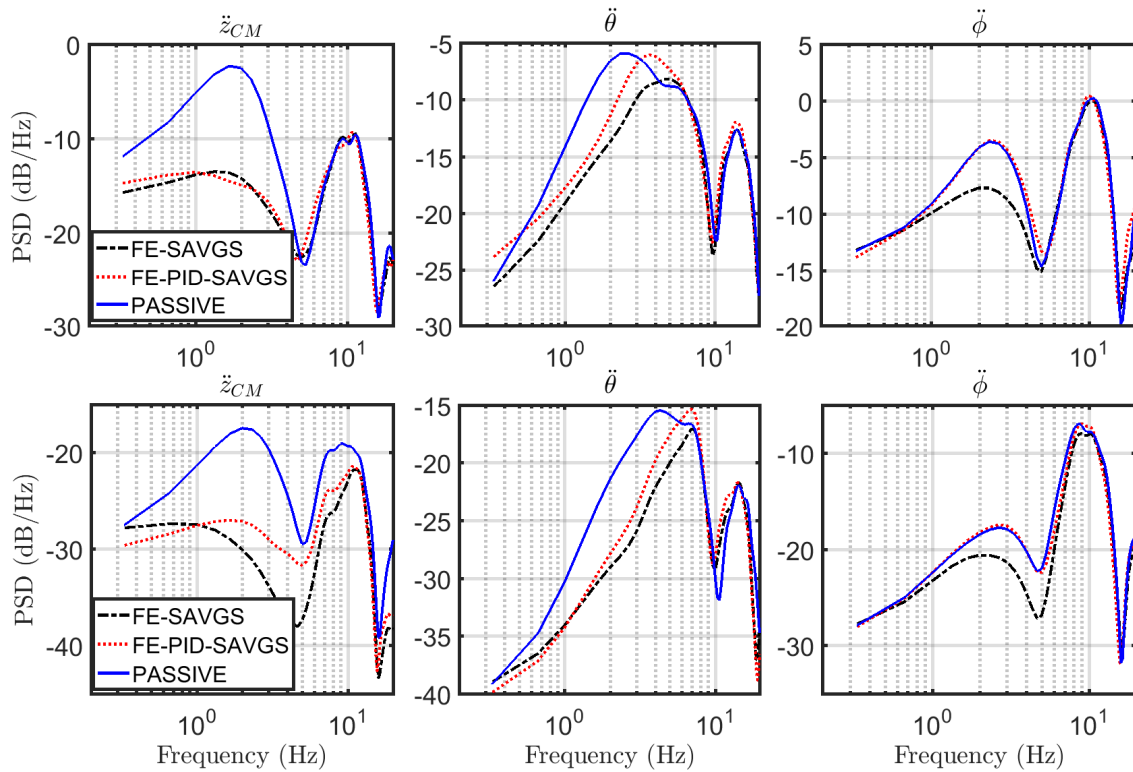 z̈_CM
θ̈
φ̈
PSD (dB/Hz)
0
-10
-20
-30
-5
-10
-15
-20
-25
-30
5
0
-5
-10
-15
-20
FE-SAVGS
FE-PID-SAVGS
PASSIVE
10^0 10^1
10^0 10^1
10^0 10^1
z̈_CM
θ̈
φ̈
PSD (dB/Hz)
-20
-30
-40
-15
-20
-25
-30
-35
-40
-10
-20
-30
FE-SAVGS
FE-PID-SAVGS
PASSIVE
10^0 10^1
10^0 10^1
10^0 10^1
Frequency (Hz)
Frequency (Hz)
Frequency (Hz)